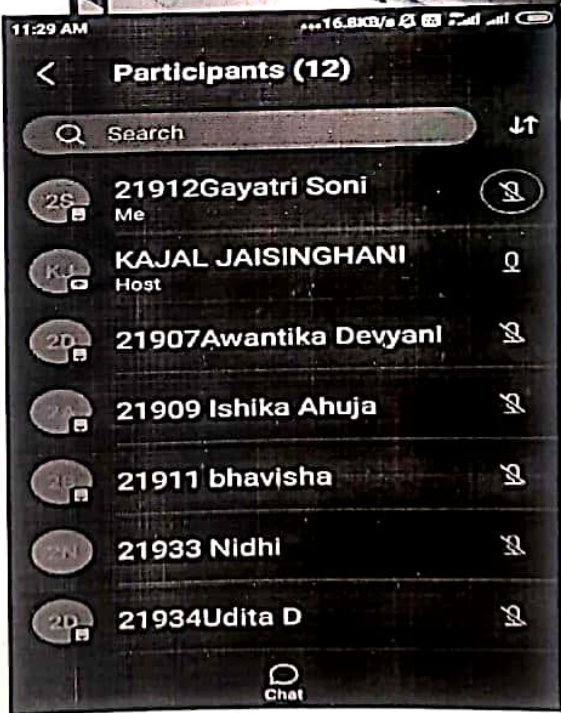 11:29 AM
...16.8KB/s
Participants (12)
Search
2S
21912Gayatri Soni
Me
KJ
KAJAL JAISINGHANI
Host
2D
21907Awantika Devyani
2A
21909 Ishika Ahuja
2B
21911 bhavisha
2N
21933 Nidhi
2D
21934Udita D
Chat